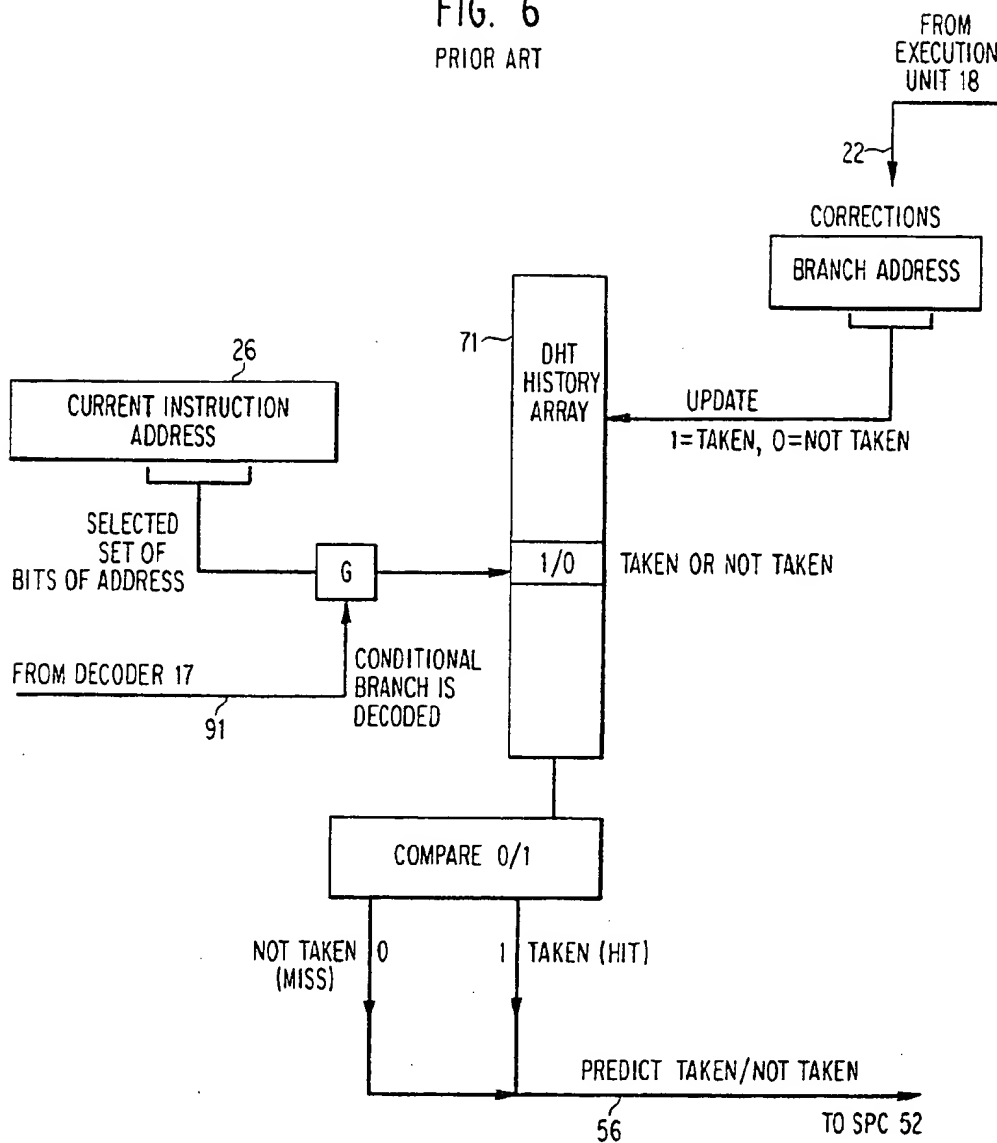 FIG. 6
PRIOR ART
FROM
EXECUTION
UNIT 18
22
CORRECTIONS
BRANCH ADDRESS
71
DHT
HISTORY
ARRAY
26
CURRENT INSTRUCTION
ADDRESS
UPDATE
1=TAKEN, 0=NOT TAKEN
SELECTED
SET OF
BITS OF ADDRESS
G
1/0
TAKEN OR NOT TAKEN
FROM DECODER 17
91
CONDITIONAL
BRANCH IS
DECODED
COMPARE 0/1
NOT TAKEN 0
(MISS)
1 TAKEN (HIT)
PREDICT TAKEN/NOT TAKEN
56
TO SPC 52